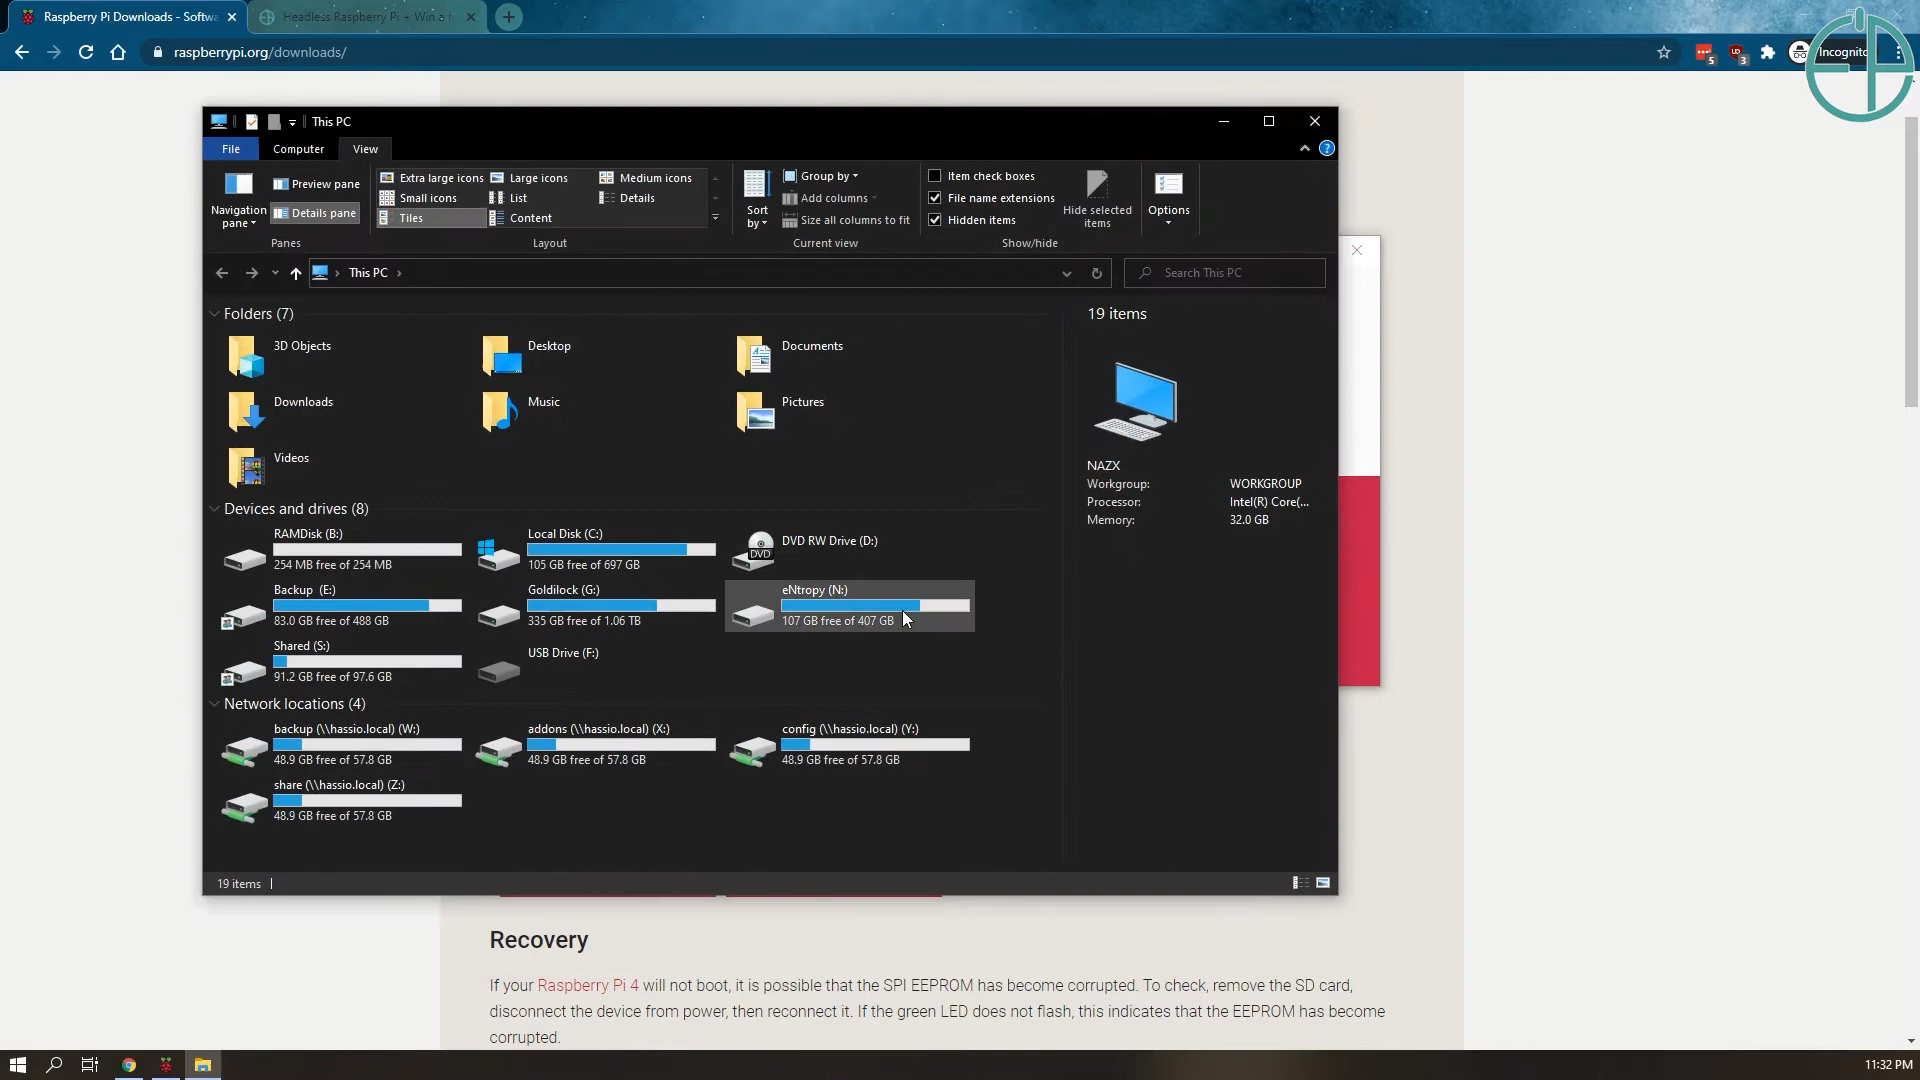 Raspberry Pi Downloads - Softwa
Headless Raspberry Pi + Win a f
raspberrypi.org/downloads/
5
3
Incognito
This PC
File
Computer
View
Navigation pane
Preview pane
Details pane
Panes
Extra large icons
Large icons
Medium icons
Small icons
List
Details
Tiles
Content
Layout
Sort by
Group by
Add columns
Size all columns to fit
Current view
Item check boxes
File name extensions
Hidden items
Hide selected items
Show/hide
Options
This PC
Search This PC
Folders (7)
3D Objects
Desktop
Documents
Downloads
Music
Pictures
Videos
Devices and drives (8)
RAMDisk (B:)
254 MB free of 254 MB
Local Disk (C:)
105 GB free of 697 GB
DVD RW Drive (D:)
DVD
Backup (E:)
83.0 GB free of 488 GB
Goldilock (G:)
335 GB free of 1.06 TB
eNtropy (N:)
107 GB free of 407 GB
Shared (S:)
91.2 GB free of 97.6 GB
USB Drive (F:)
Network locations (4)
backup (\\hassio.local) (W:)
48.9 GB free of 57.8 GB
addons (\\hassio.local) (X:)
48.9 GB free of 57.8 GB
config (\\hassio.local) (Y:)
48.9 GB free of 57.8 GB
share (\\hassio.local) (Z:)
48.9 GB free of 57.8 GB
19 items
NAZX
Workgroup: WORKGROUP
Processor: Intel(R) Core(...
Memory: 32.0 GB
19 items
Recovery
If your Raspberry Pi 4 will not boot, it is possible that the SPI EEPROM has become corrupted. To check, remove the SD card,
disconnect the device from power, then reconnect it. If the green LED does not flash, this indicates that the EEPROM has become
corrupted.
11:32 PM